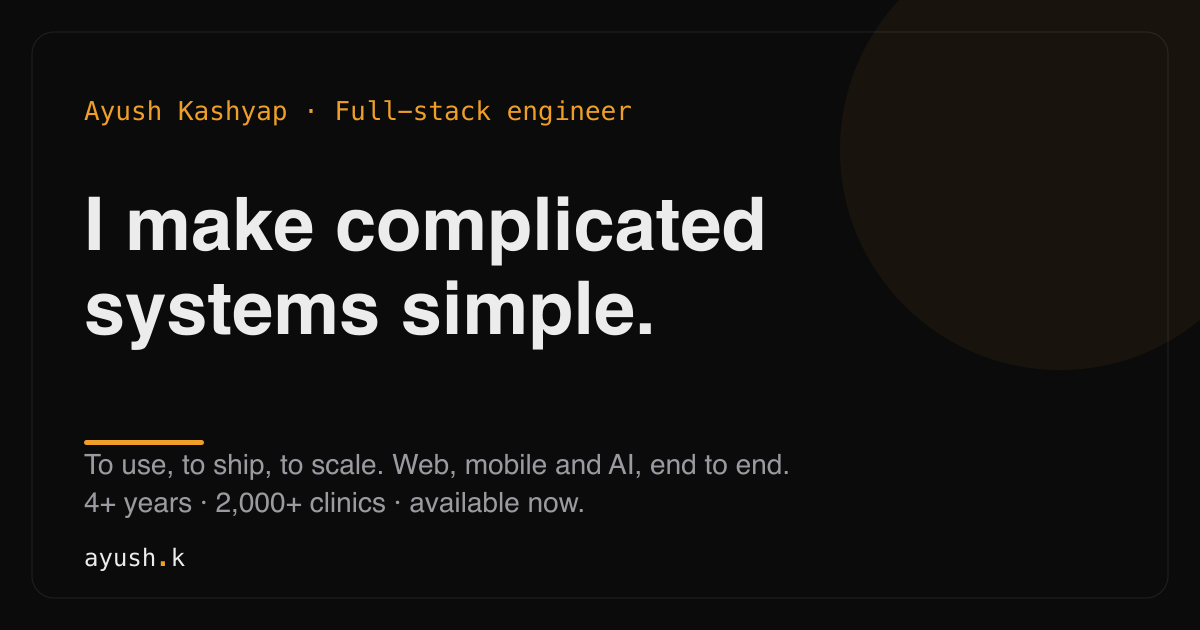 Ayush Kashyap · Full–stack engineer
I make complicated
systems simple.
To use, to ship, to scale. Web, mobile and AI, end to end.
4+ years · 2,000+ clinics · available now.
ayush.k